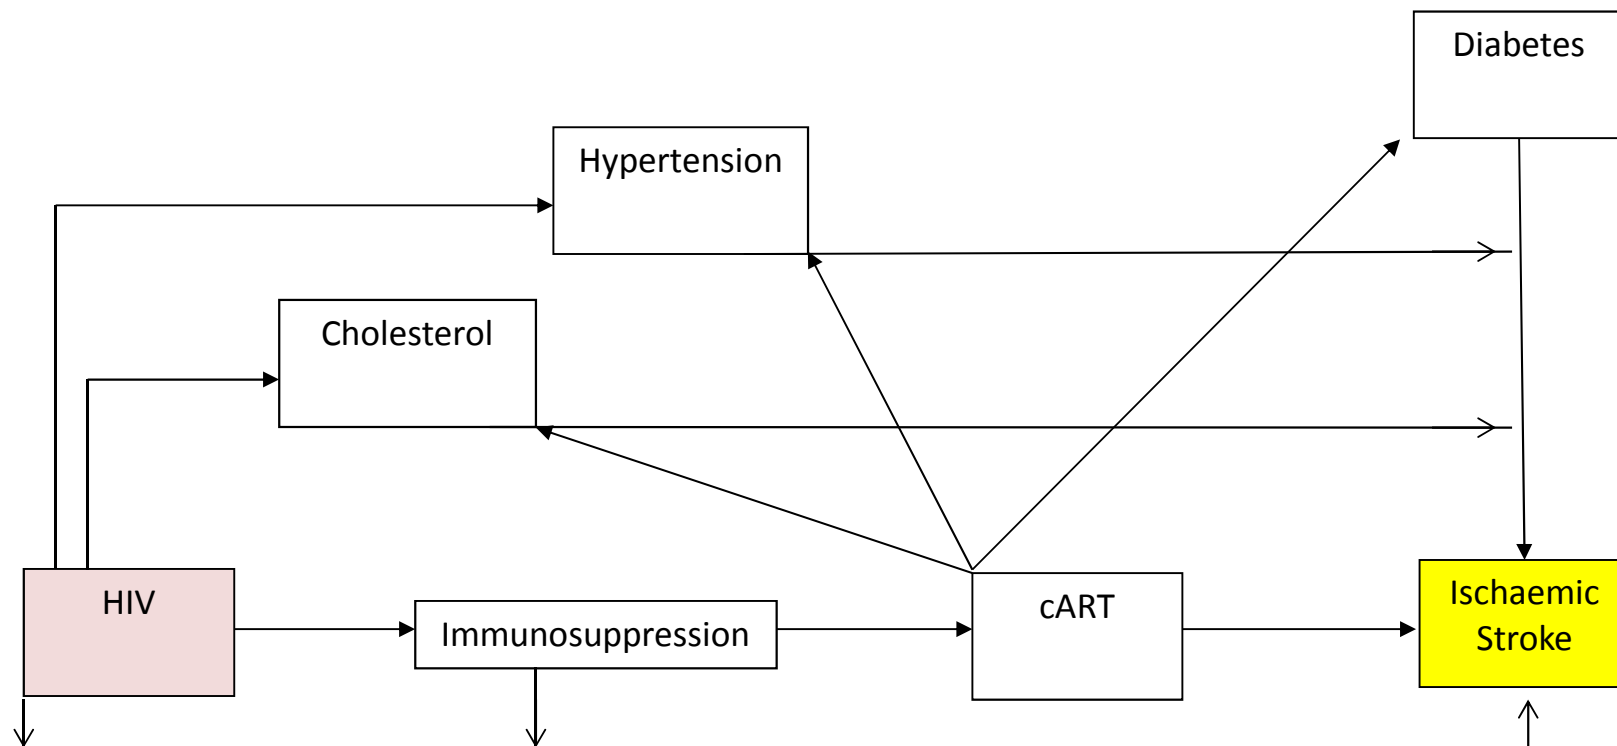 Diabetes
Hypertension
Cholesterol
HIV
Immunosuppression
cART
Ischaemic
Stroke